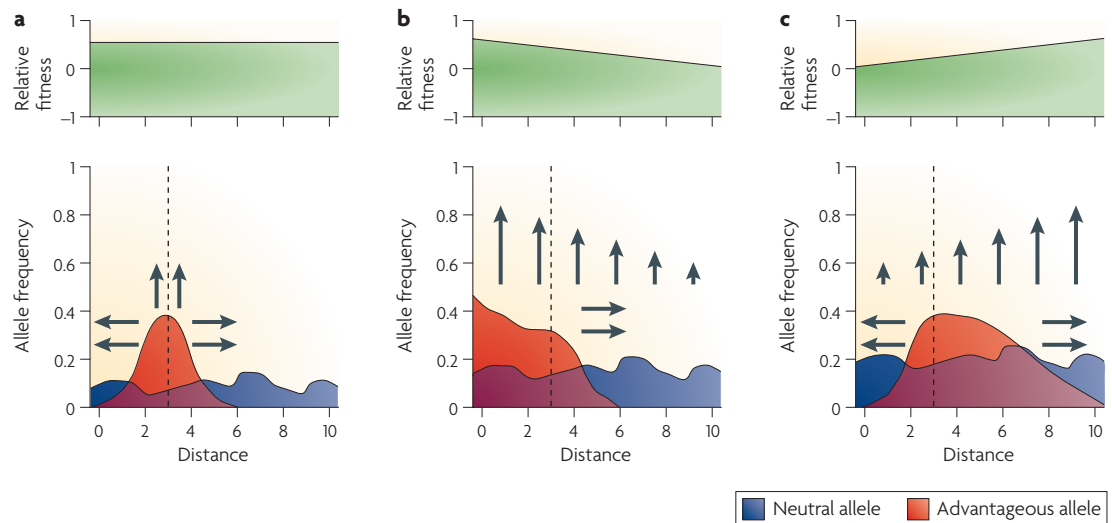 a
b
c
Relative fitness
1
0
–1
Relative fitness
1
0
–1
Relative fitness
1
0
–1
Allele frequency
1
0.8
0.6
0.4
0.2
0
0 2 4 6 8 10
Distance
Allele frequency
1
0.8
0.6
0.4
0.2
0
0 2 4 6 8 10
Distance
Allele frequency
1
0.8
0.6
0.4
0.2
0
0 2 4 6 8 10
Distance
Neutral allele
Advantageous allele